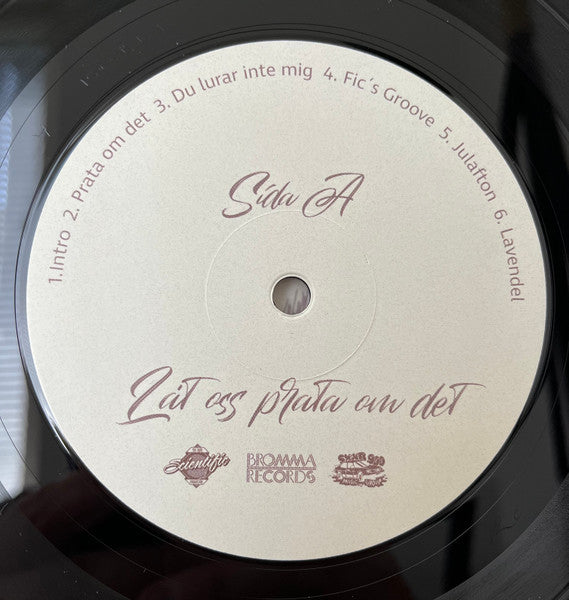 1.Intro 2. Prata om det 3. Du lurar inte mig 4. Fic´s Groove 5. Julafton 6. Lavendel
Sida A
Låt oss prata om det
Scientific
BROMMA
RECORDS